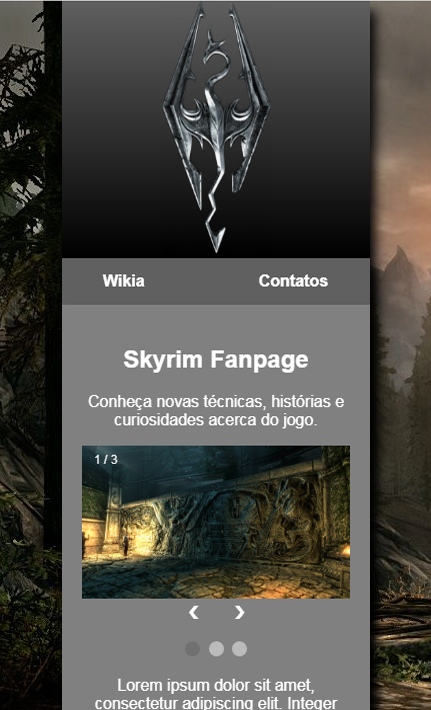 Wikia Contatos
Skyrim Fanpage
Conheça novas técnicas, histórias e
curiosidades acerca do jogo.
1 / 3
❮ ❯
Lorem ipsum dolor sit amet,
consectetur adipiscing elit. Integer